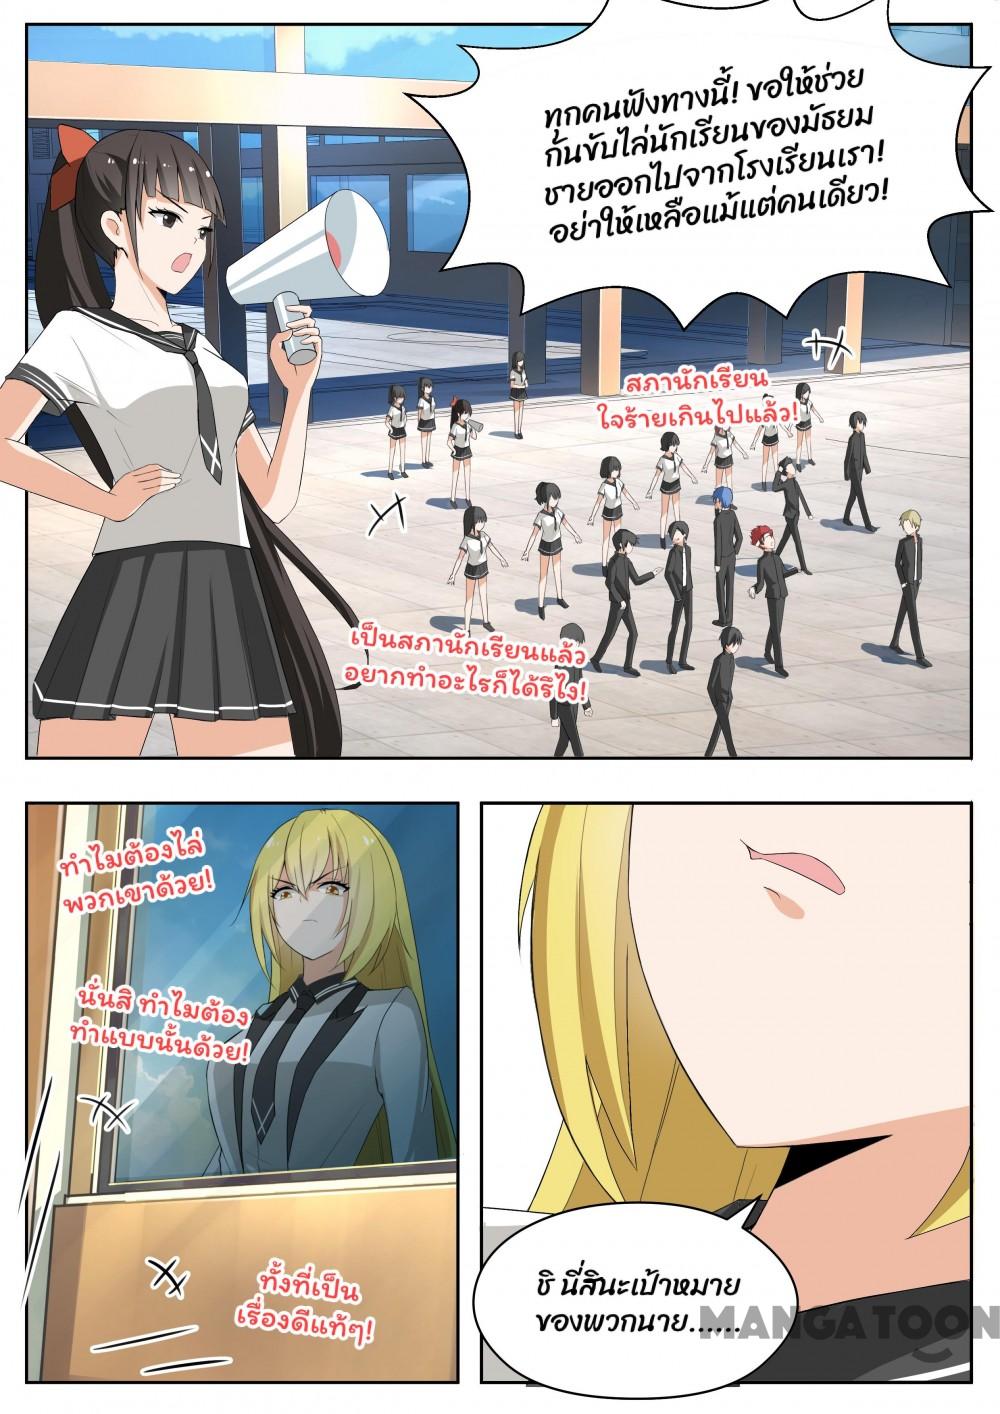 ทุกคนฟังทางนี้! ขอให้ช่วย
กันขับไล่นักเรียนของมัธยม
ชายออกไปจากโรงเรียนเรา!
อย่าให้เหลือแม้แต่คนเดียว!
สภานักเรียน
ใจร้ายเกินไปแล้ว!
เป็นสภานักเรียนแล้ว
อยากทำอะไรก็ได้รึไง!
ทำไมต้องไล่
พวกเขาด้วย!
นั่นสิ ทำไมต้อง
ทำแบบนั้นด้วย!
ทั้งที่เป็น
เรื่องดีแท้ๆ!
ชิ นี่สินะเป้าหมาย
ของพวกนาย......
MANGATOON